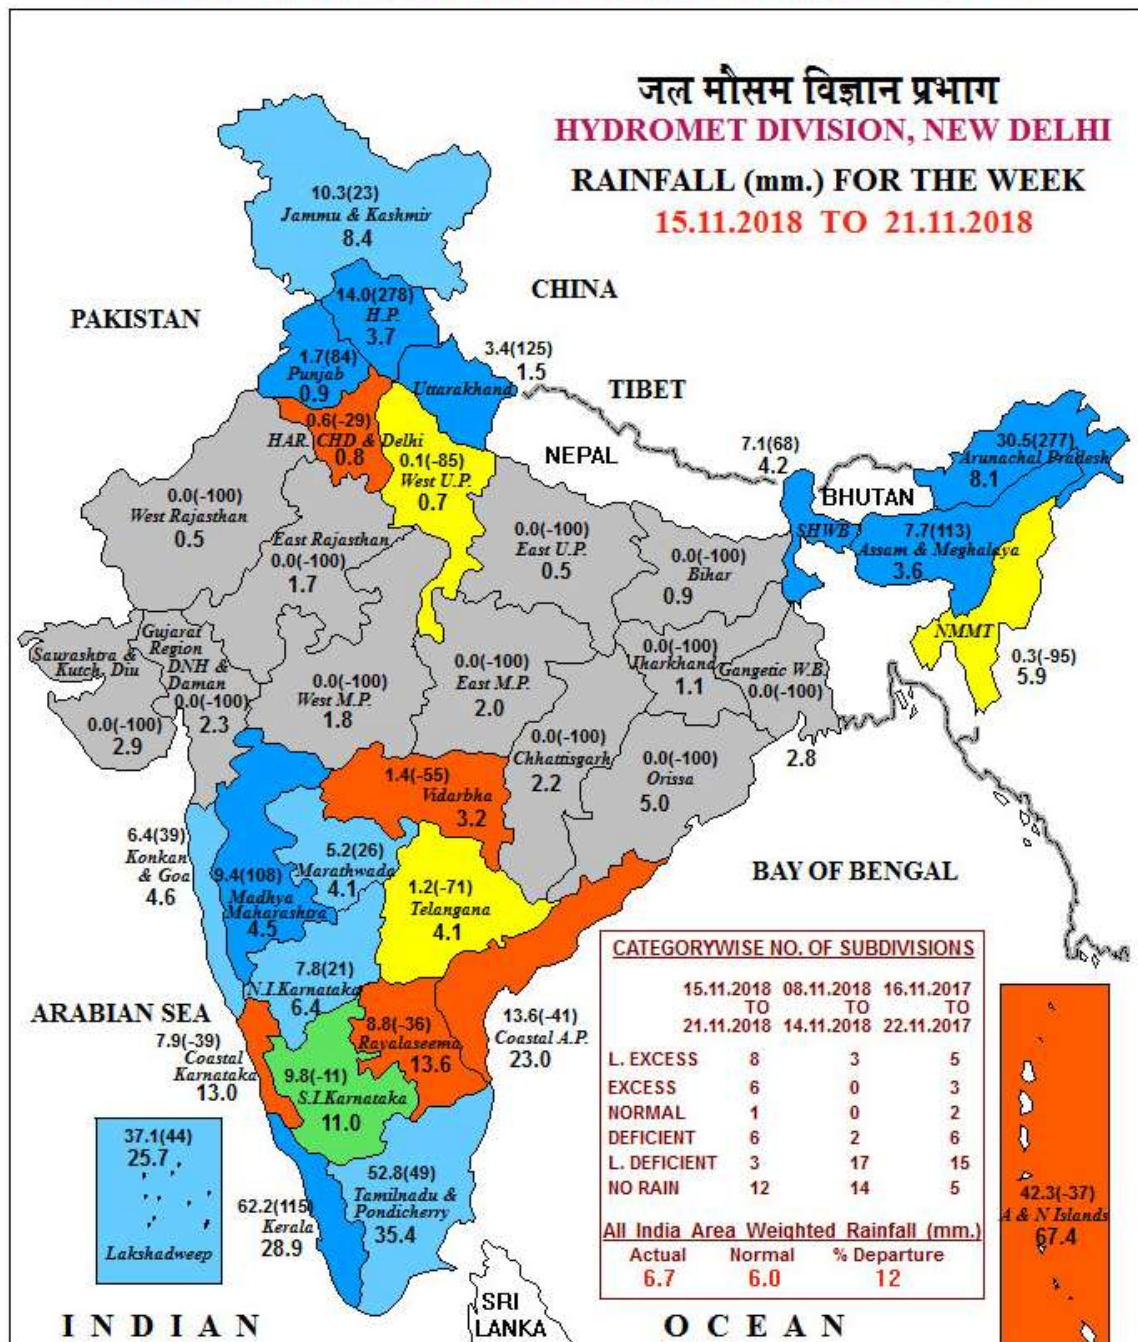 जल मौसम विज्ञान प्रभाग
HYDROMET DIVISION, NEW DELHI
RAINFALL (mm.) FOR THE WEEK
15.11.2018 TO 21.11.2018
10.3(23)
Jammu & Kashmir
8.4
CHINA
PAKISTAN
14.0(278)
H.P.
3.7
1.7(84)
Punjab
0.9
3.4(125)
1.5
Uttarakhand
TIBET
0.6(-29)
HAR. CHD & Delhi
0.8
NEPAL
0.1(-85)
West U.P.
0.7
7.1(68)
4.2
SHWB
BHUTAN
30.5(277)
Arunachal Pradesh
8.1
7.7(113)
Assam & Meghalaya
3.6
0.0(-100)
West Rajasthan
0.5
East Rajasthan
0.0(-100)
1.7
0.0(-100)
East U.P.
0.5
0.0(-100)
Bihar
0.9
NMMT
0.3(-95)
5.9
Saurashtra &
Kutch, Diu
0.0(-100)
2.9
Gujarat
Region
DNH &
Daman
0.0(-100)
2.3
0.0(-100)
West M.P.
1.8
0.0(-100)
East M.P.
2.0
0.0(-100)
Jharkhand
1.1
Gangetic W.B.
0.0(-100)
2.8
0.0(-100)
Chhattisgarh
2.2
0.0(-100)
Orissa
5.0
1.4(-55)
Vidarbha
3.2
6.4(39)
Konkan
& Goa
4.6
9.4(108)
Madhya
Maharashtra
4.5
5.2(26)
Marathwada
4.1
1.2(-71)
Telangana
4.1
BAY OF BENGAL
7.8(21)
N.I.Karnataka
6.4
ARABIAN SEA
7.9(-39)
Coastal
Karnataka
13.0
8.8(-36)
Rayalaseema
13.6
13.6(-41)
Coastal A.P.
23.0
9.8(-11)
S.I.Karnataka
11.0
37.1(44)
25.7
Lakshadweep
62.2(115)
Kerala
28.9
52.8(49)
Tamilnadu &
Pondicherry
35.4
CATEGORYWISE NO. OF SUBDIVISIONS
15.11.2018 08.11.2018 16.11.2017
TO TO TO
21.11.2018 14.11.2018 22.11.2017
L. EXCESS 8 3 5
EXCESS 6 0 3
NORMAL 1 0 2
DEFICIENT 6 2 6
L. DEFICIENT 3 17 15
NO RAIN 12 14 5
All India Area Weighted Rainfall (mm.)
Actual Normal % Departure
6.7 6.0 12
42.3(-37)
A & N Islands
67.4
SRI
LANKA
INDIAN OCEAN